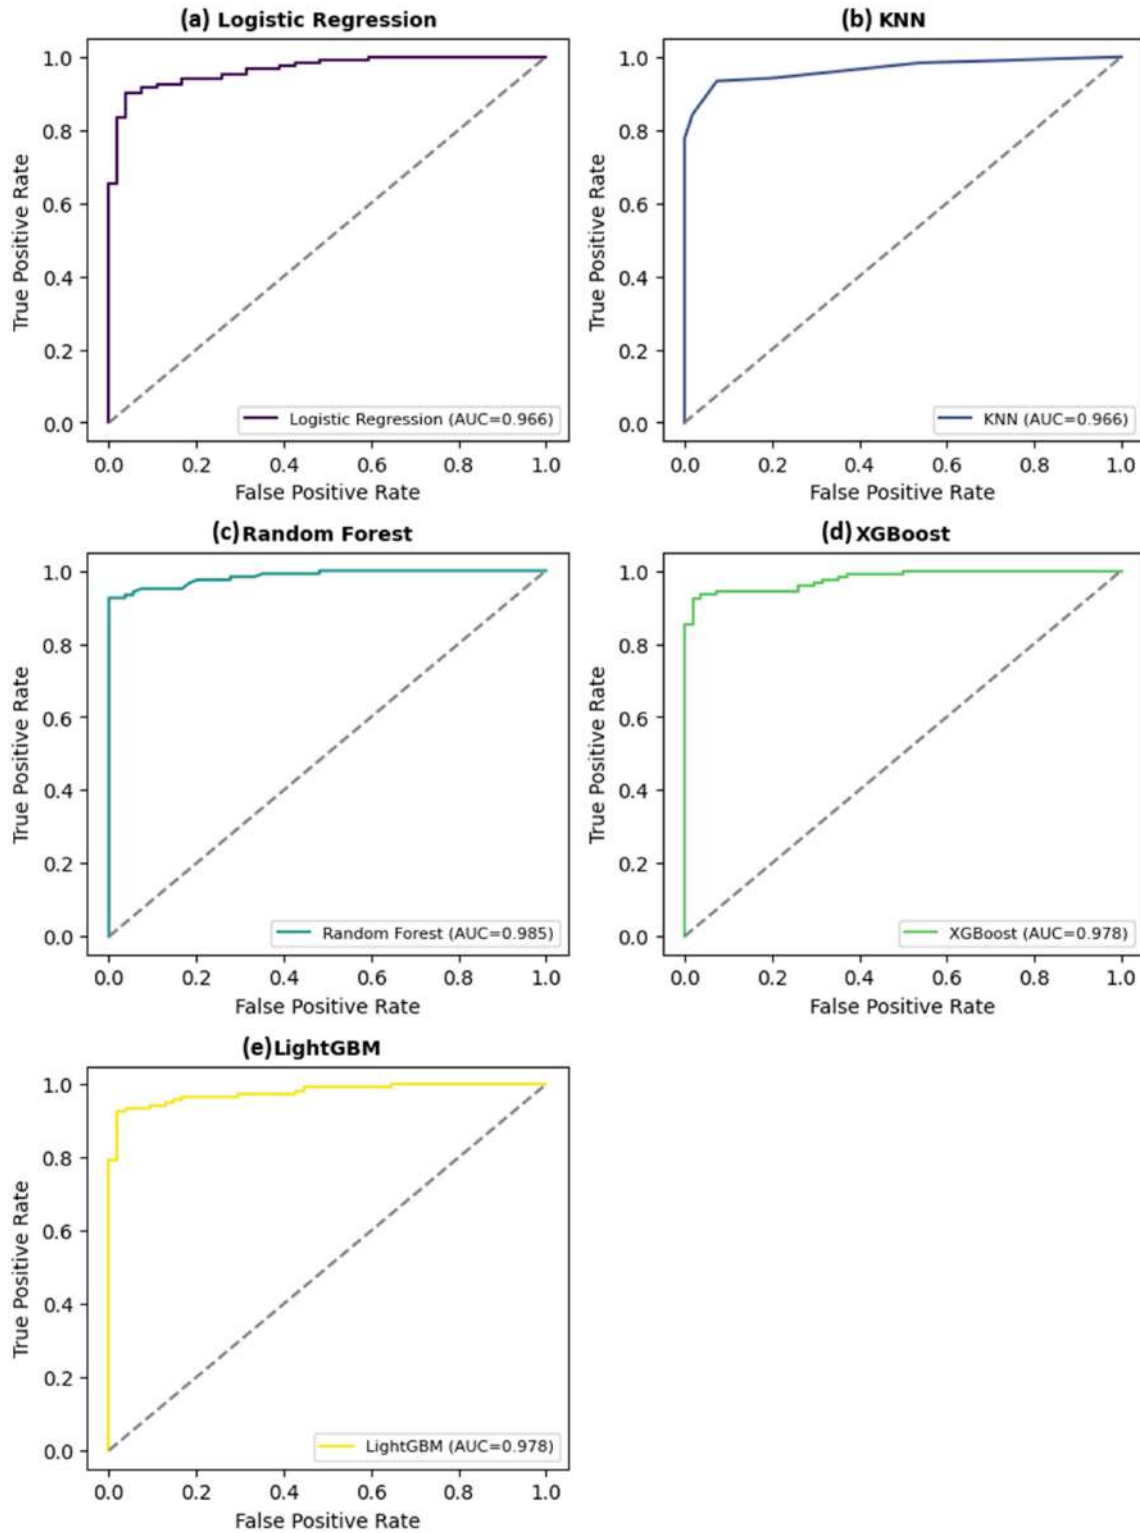 (a) Logistic Regression
True Positive Rate
1.0
0.8
0.6
0.4
0.2
0.0
Logistic Regression (AUC=0.966)
0.0 0.2 0.4 0.6 0.8 1.0
False Positive Rate
(b) KNN
True Positive Rate
1.0
0.8
0.6
0.4
0.2
0.0
KNN (AUC=0.966)
0.0 0.2 0.4 0.6 0.8 1.0
False Positive Rate
(c) Random Forest
True Positive Rate
1.0
0.8
0.6
0.4
0.2
0.0
Random Forest (AUC=0.985)
0.0 0.2 0.4 0.6 0.8 1.0
False Positive Rate
(d) XGBoost
True Positive Rate
1.0
0.8
0.6
0.4
0.2
0.0
XGBoost (AUC=0.978)
0.0 0.2 0.4 0.6 0.8 1.0
False Positive Rate
(e) LightGBM
True Positive Rate
1.0
0.8
0.6
0.4
0.2
0.0
LightGBM (AUC=0.978)
0.0 0.2 0.4 0.6 0.8 1.0
False Positive Rate